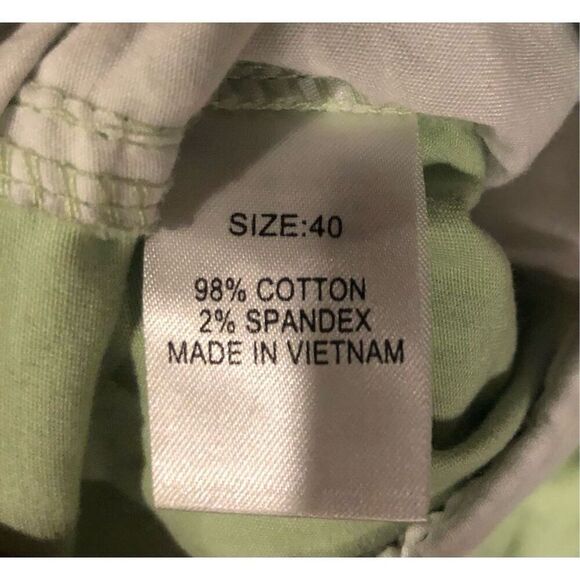 SIZE:40
98% COTTON
2% SPANDEX
MADE IN VIETNAM